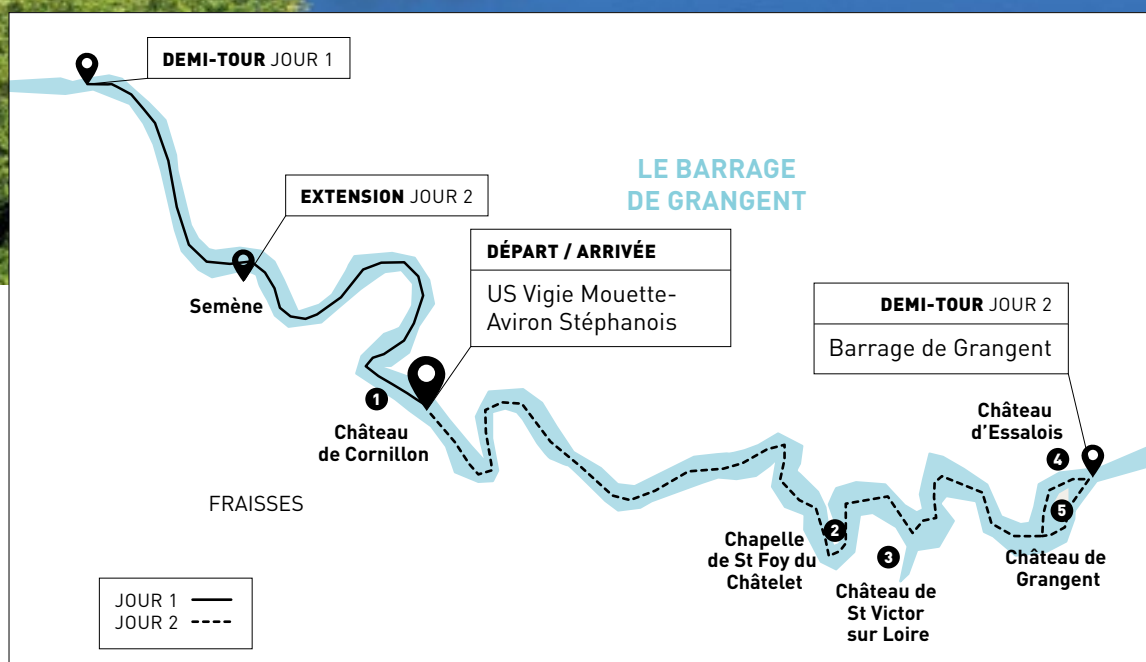 DEMI-TOUR JOUR 1
LE BARRAGE
DE GRANGENT
EXTENSION JOUR 2
Semène
DÉPART / ARRIVÉE
US Vigie Mouette-
Aviron Stéphanois
DEMI-TOUR JOUR 2
Barrage de Grangent
1
Château
de Cornillon
Château
d'Essalois
4
FRAISSES
2
Chapelle
de St Foy du
Châtelet
3
Château de
St Victor
sur Loire
5
Château de
Grangent
JOUR 1
JOUR 2